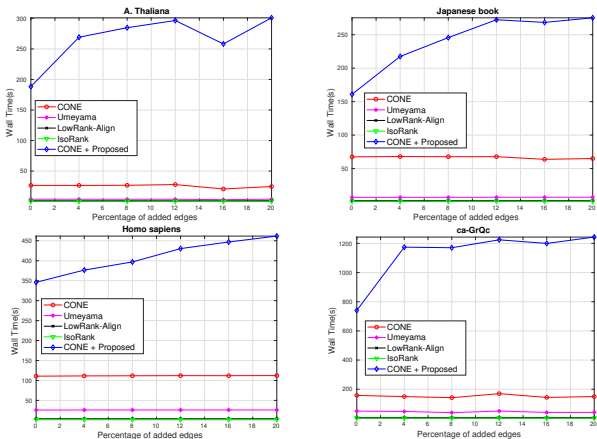 A. Thaliana
300
250
200
150
100
50
Wall Time(s)
CONE
Umeyama
LowRank-Align
IsoRank
CONE + Proposed
0 2 4 6 8 10 12 14 16 18 20
Percentage of added edges
Japanese book
250
200
150
100
50
Wall Time(s)
CONE
Umeyama
LowRank-Align
IsoRank
CONE + Proposed
0 2 4 6 8 10 12 14 16 18 20
Percentage of added edges
Homo sapiens
450
400
350
300
250
200
150
100
50
Wall Time(s)
CONE
Umeyama
LowRank-Align
IsoRank
CONE + Proposed
0 2 4 6 8 10 12 14 16 18 20
Percentage of added edges
ca-GrQc
1200
1000
800
600
400
200
Wall Time(s)
CONE
Umeyama
LowRank-Align
IsoRank
CONE + Proposed
0 2 4 6 8 10 12 14 16 18 20
Percentage of added edges